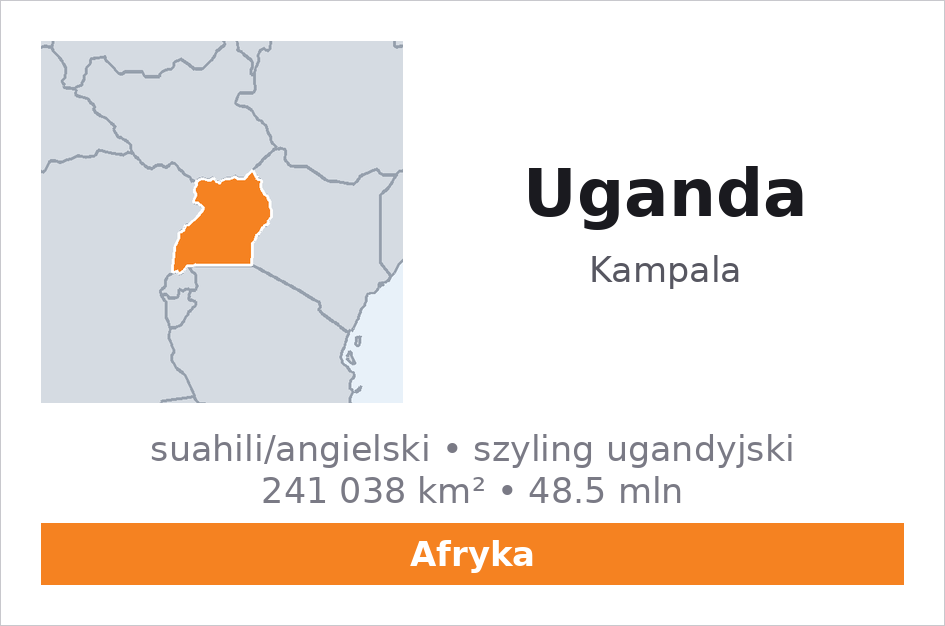 Uganda
Kampala
suahili/angielski • szyling ugandyjski
241 038 km² • 48.5 mln
Afryka